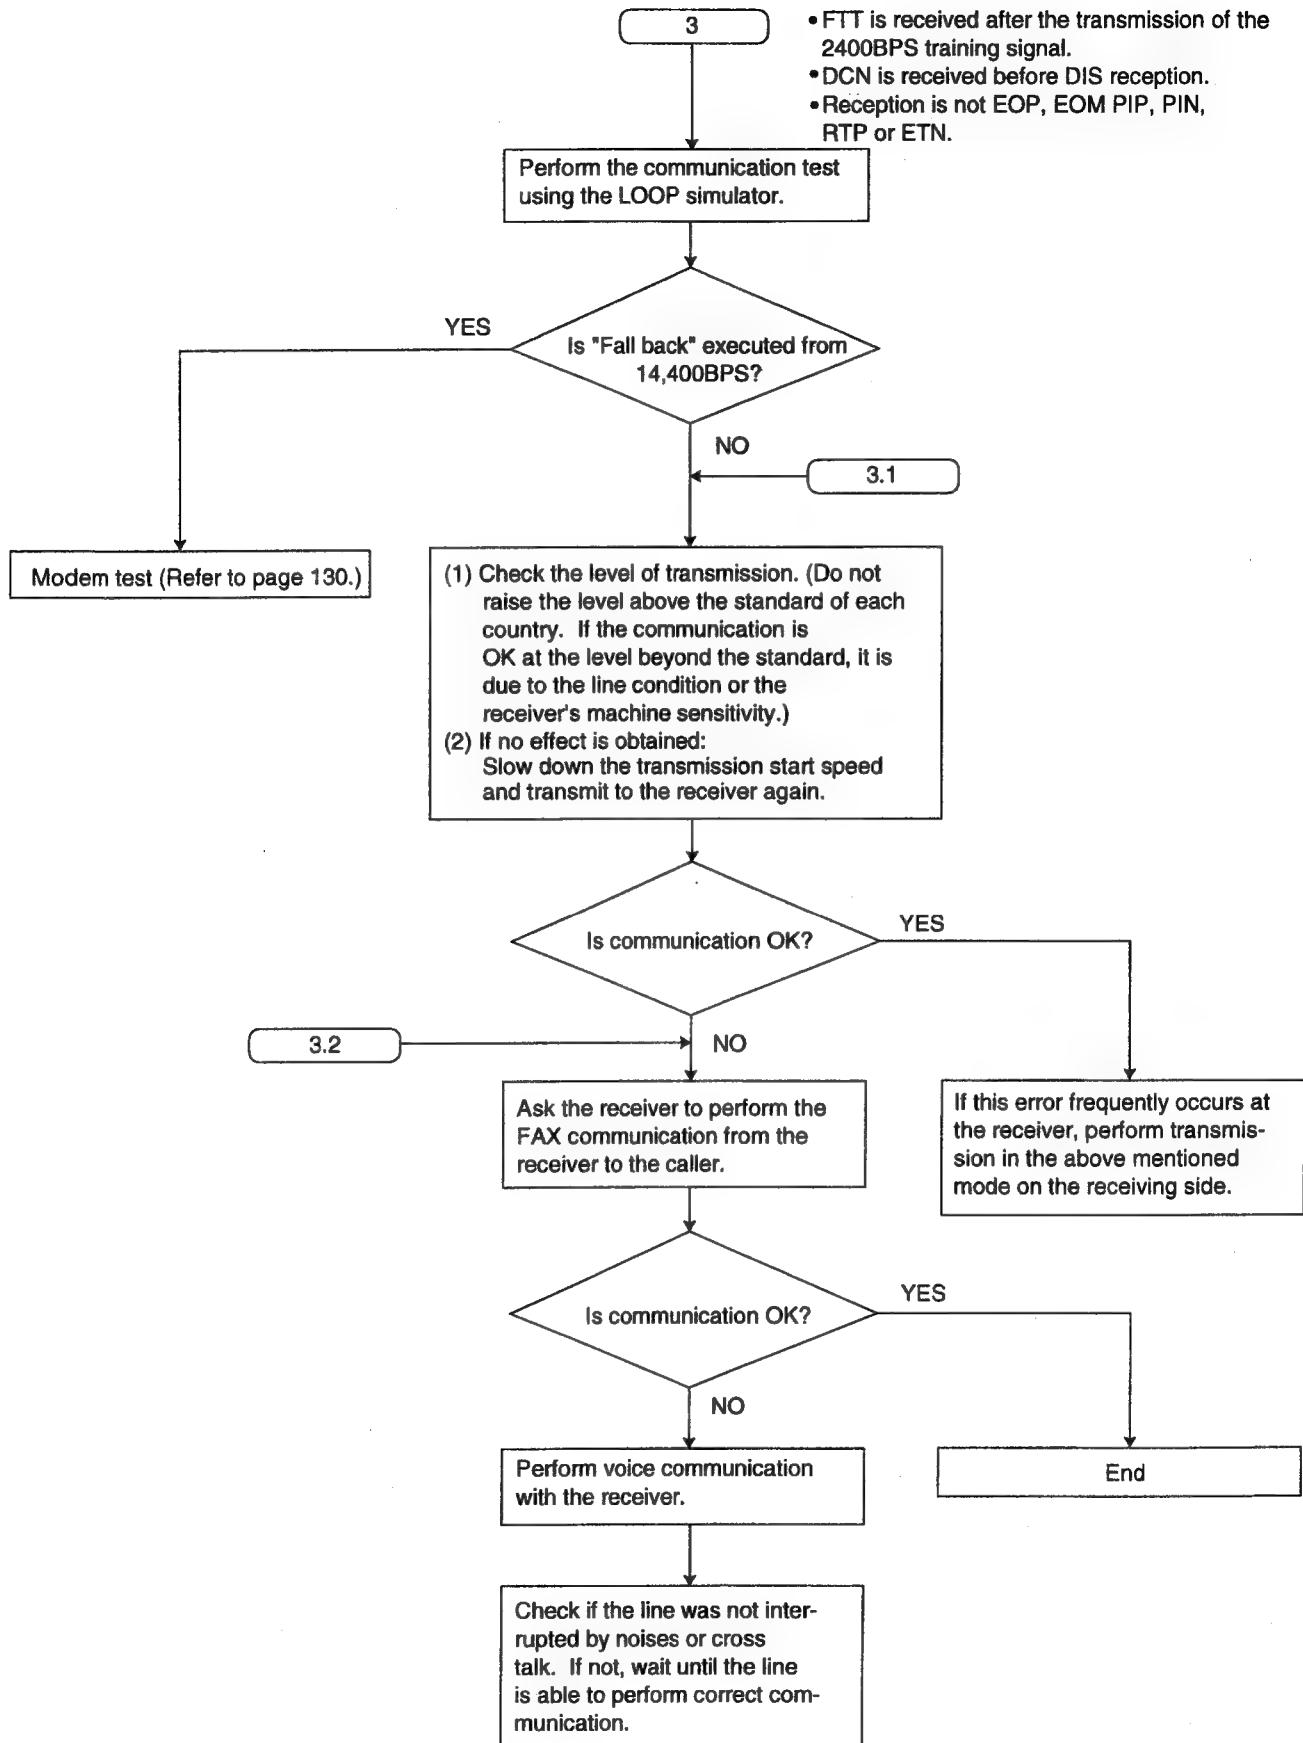 3
• FTT is received after the transmission of the
2400BPS training signal.
• DCN is received before DIS reception.
• Reception is not EOP, EOM PIP, PIN,
RTP or ETN.
Perform the communication test
using the LOOP simulator.
YES
Is "Fall back" executed from
14,400BPS?
NO
3.1
Modem test (Refer to page 130.)
(1) Check the level of transmission. (Do not
raise the level above the standard of each
country. If the communication is
OK at the level beyond the standard, it is
due to the line condition or the
receiver's machine sensitivity.)
(2) If no effect is obtained:
Slow down the transmission start speed
and transmit to the receiver again.
Is communication OK?
YES
3.2
NO
Ask the receiver to perform the
FAX communication from the
receiver to the caller.
If this error frequently occurs at
the receiver, perform transmis-
sion in the above mentioned
mode on the receiving side.
Is communication OK?
YES
NO
Perform voice communication
with the receiver.
End
Check if the line was not inter-
rupted by noises or cross
talk. If not, wait until the line
is able to perform correct com-
munication.